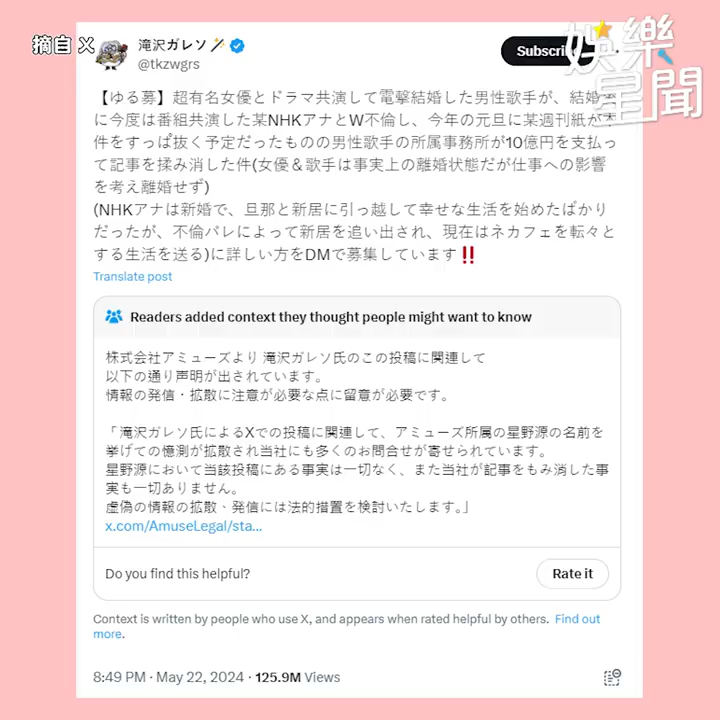 摘自 X
娛樂星聞
滝沢ガレソ
@tkzwgrs
Subscri
【ゆる募】超有名女優とドラマ共演して電撃結婚した男性歌手が、結婚
に今度は番組共演した某NHKアナとW不倫し、今年の元旦に某週刊紙が
件をすっぱ抜く予定だったものの男性歌手の所属事務所が10億円を支払っ
て記事を揉み消した件(女優＆歌手は事実上の離婚状態だが仕事への影響
を考え離婚せず)
(NHKアナは新婚で、旦那と新居に引っ越して幸せな生活を始めたばかり
だったが、不倫バレによって新居を追い出され、現在はネカフェを転々と
する生活を送る)に詳しい方をDMで募集しています‼️
Translate post
Readers added context they thought people might want to know
株式会社アミューズより 滝沢ガレソ氏のこの投稿に関連して
以下の通り声明が出されています。
情報の発信・拡散に注意が必要な点に留意が必要です。
「滝沢ガレソ氏によるXでの投稿に関連して、アミューズ所属の星野源の名前を
挙げての憶測が拡散され当社にも多くのお問合せが寄せられています。
星野源において当該投稿にある事実は一切なく、また当社が記事をもみ消した事
実も一切ありません。
虚偽の情報の拡散、発信には法的措置を検討いたします。」
x.com/AmuseLegal/sta...
Do you find this helpful?
Rate it
Context is written by people who use X, and appears when rated helpful by others. Find out
more.
8:49 PM · May 22, 2024 · 125.9M Views